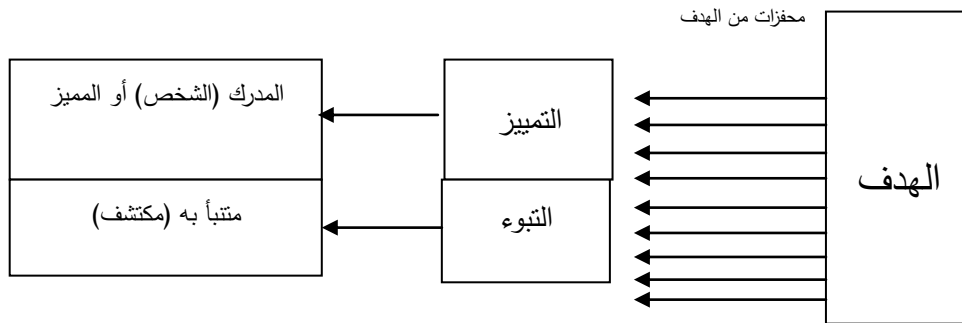 محفزات من الهدف
الهدف
التمييز
المدرك (الشخص) أو المميز
التبوء
متنبأ به (مكتشف)